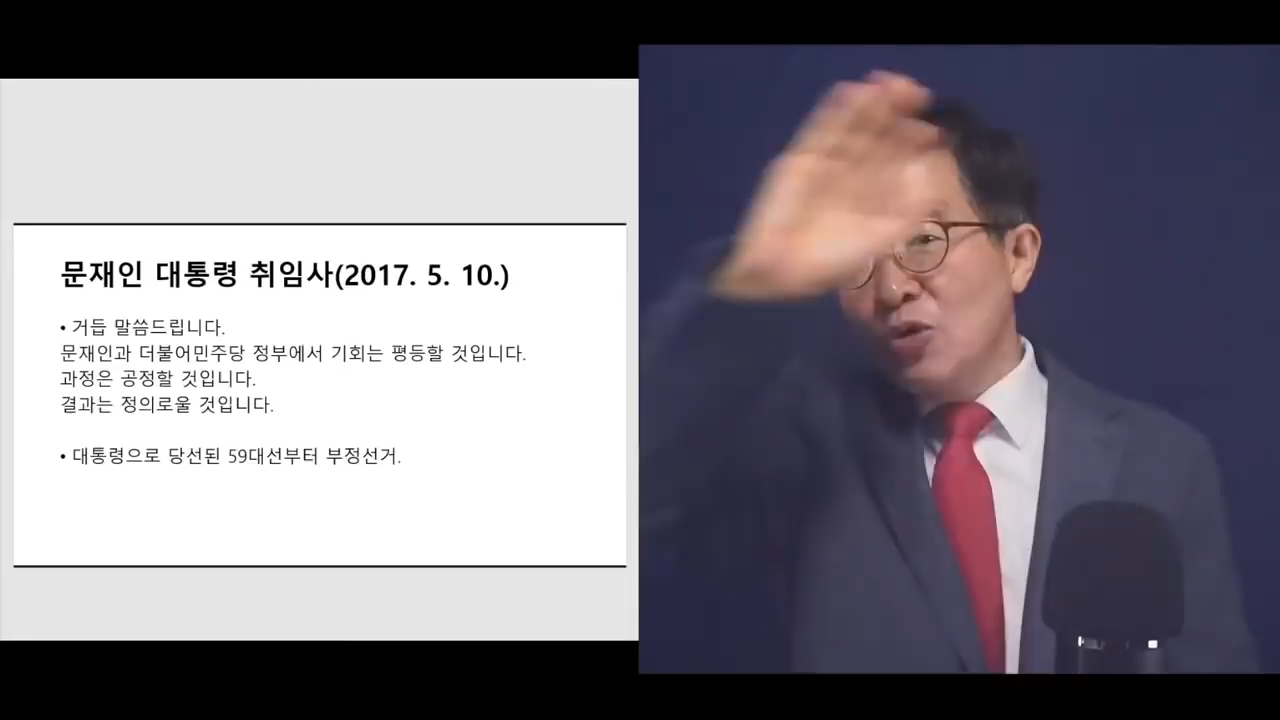 문재인 대통령 취임사(2017. 5. 10.)
• 거듭 말씀드립니다.
문재인과 더불어민주당 정부에서 기회는 평등할 것입니다.
과정은 공정할 것입니다.
결과는 정의로울 것입니다.
• 대통령으로 당선된 59대선부터 부정선거.